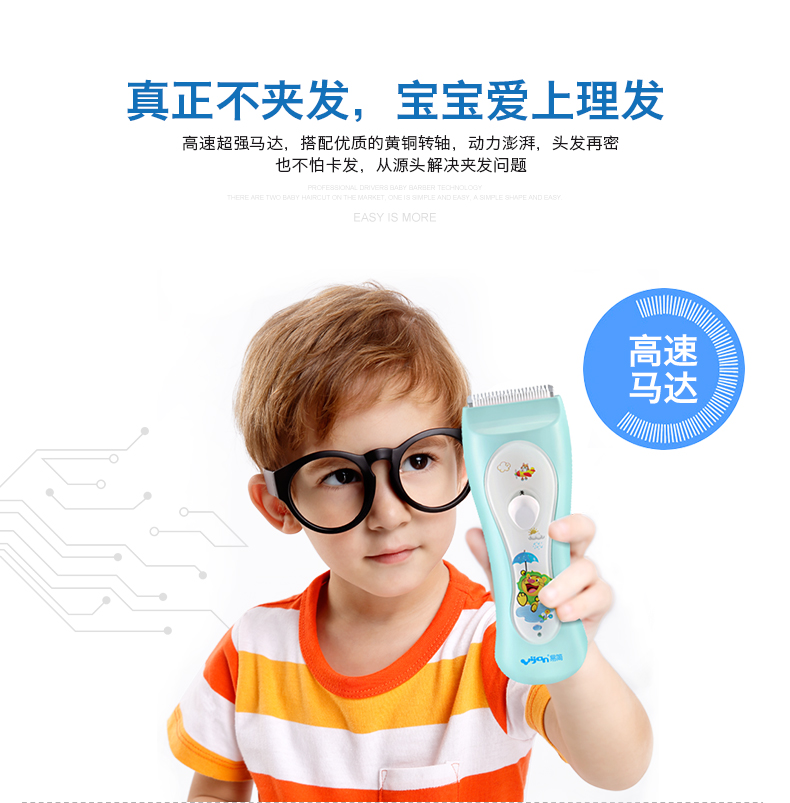 真正不夹发，宝宝爱上理发
高速超强马达，搭配优质的黄铜转轴，动力澎湃，头发再密
也不怕卡发，从源头解决夹发问题
PROFESSIONAL DRIVERS BABY BARBER TECHNOLOGY
THERE ARE TWO BABY HAIRCUT ON THE MARKET. ONE IS SIMPLE AND EASY. A SIMPLE SHAPE AND EASY.
EASY IS MORE
高速
马达
yijan